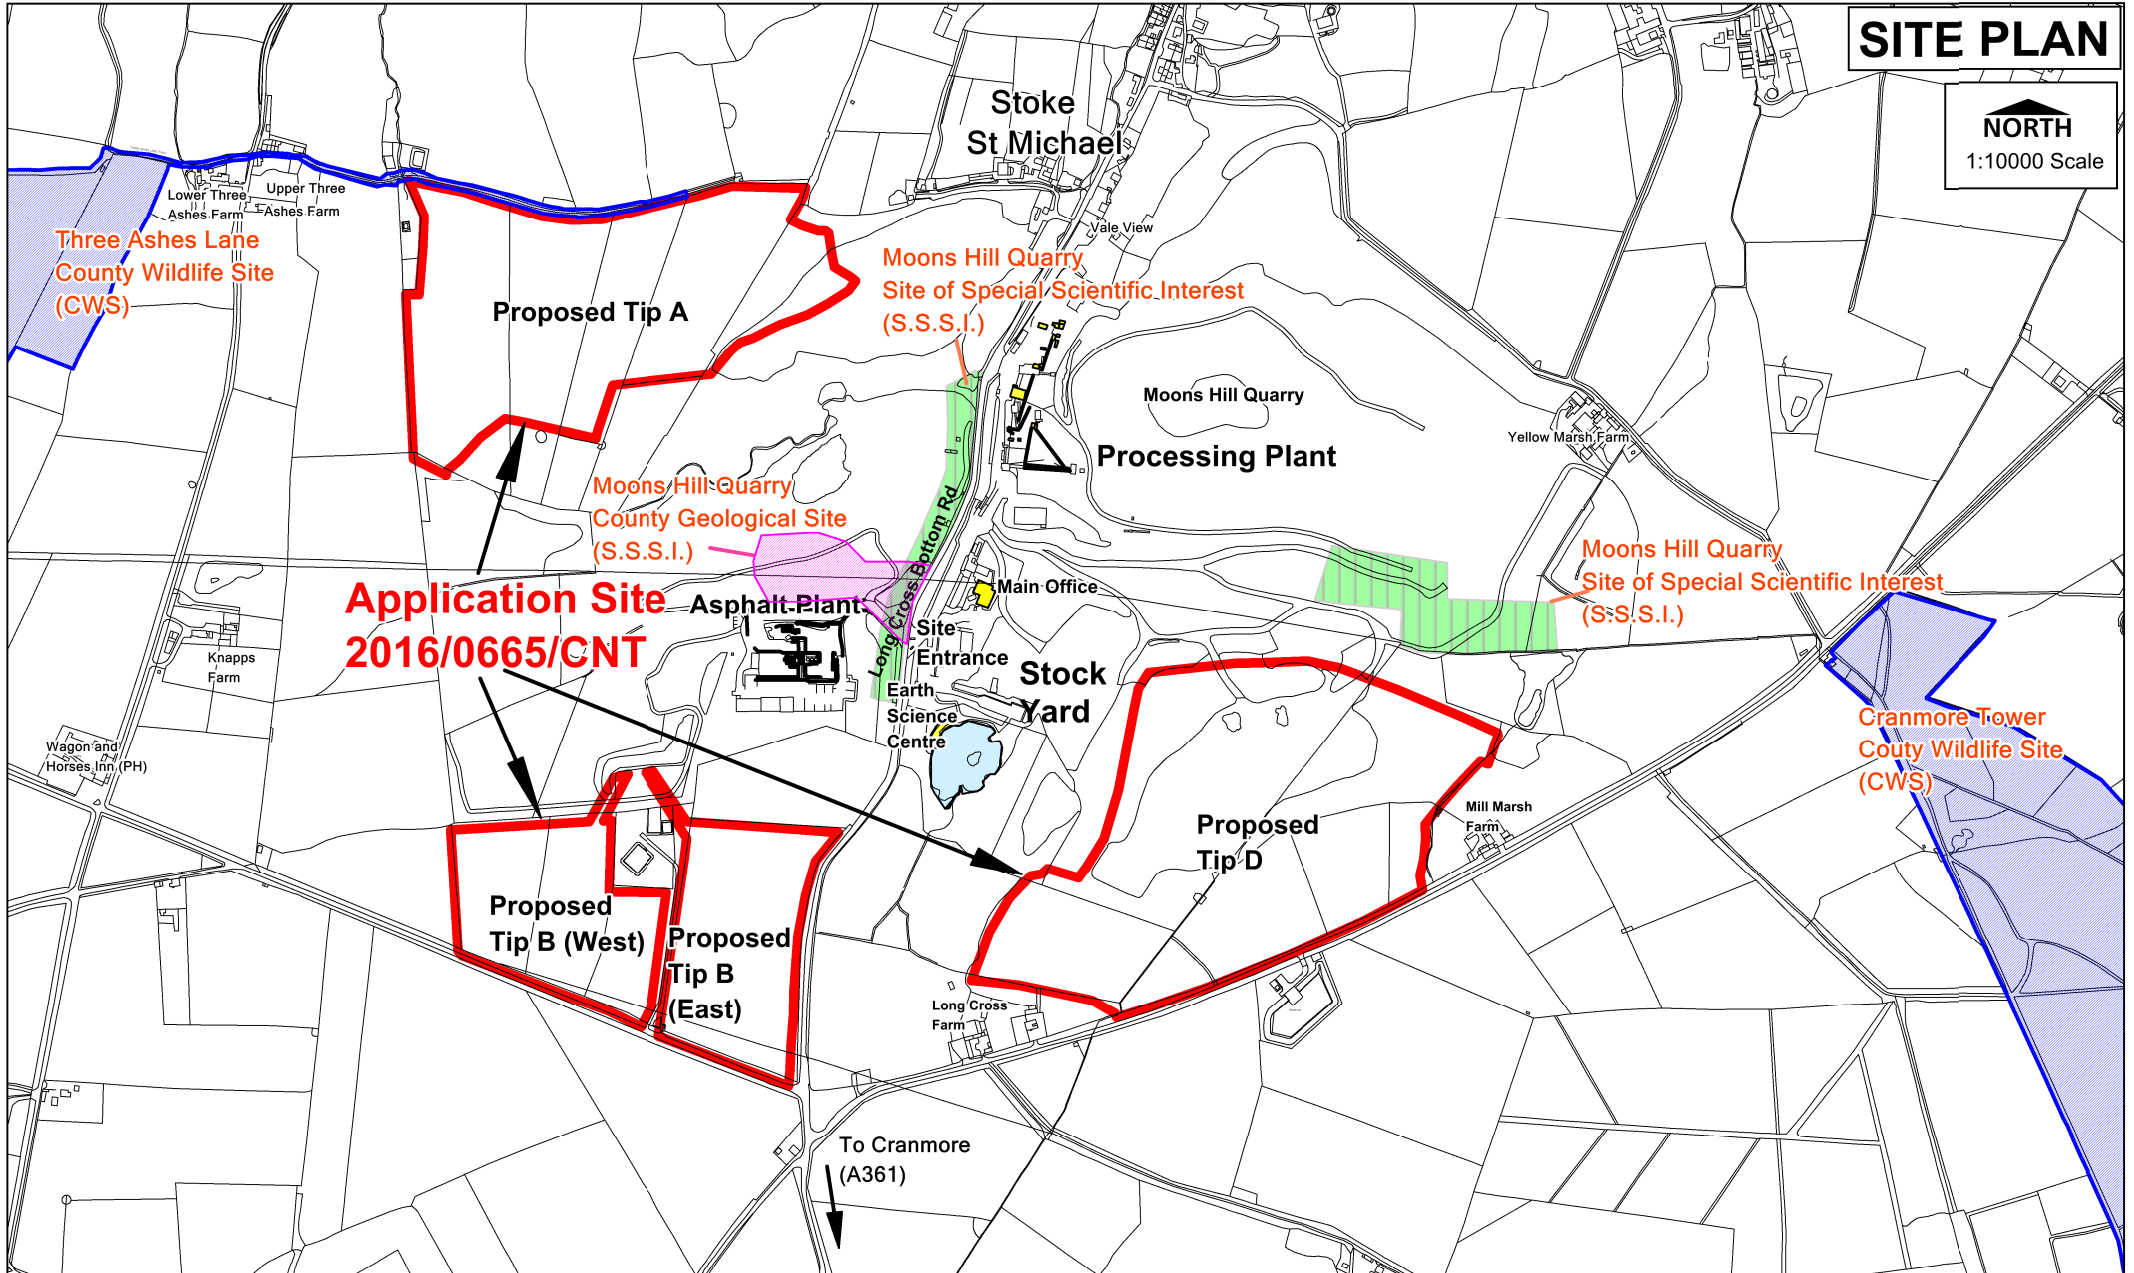 SITE PLAN
NORTH
1:10000 Scale
Stoke
St Michael
Lower Three
Ashes Farm
Upper Three
Ashes Farm
Three Ashes Lane
County Wildlife Site
(CWS)
Vale View
Moons Hill Quarry
Site of Special Scientific Interest
(S.S.S.I.)
Proposed Tip A
Moons Hill Quarry
Processing Plant
Yellow Marsh Farm
Moons Hill Quarry
County Geological Site
(S.S.S.I.)
Long Cross Bottom Rd
Moons Hill Quarry
Site of Special Scientific Interest
(S.S.S.I.)
Application Site
2016/0665/CNT
Asphalt Plant
Main Office
Site
Entrance
Knapps
Farm
Stock
Yard
Earth
Science
Centre
Wagon and
Horses Inn (PH)
Cranmore Tower
Couty Wildlife Site
(CWS)
Mill Marsh
Farm
Proposed
Tip D
Proposed
Tip B (West)
Proposed
Tip B
(East)
Long Cross
Farm
To Cranmore
(A361)